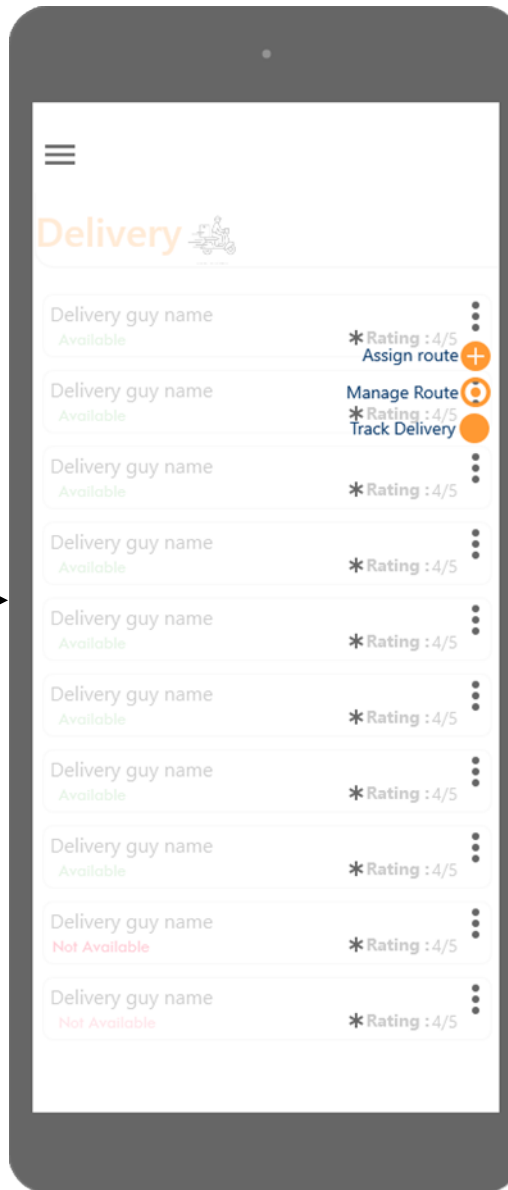 Delivery
Delivery guy name
Available
Rating : 4/5
Assign route
Delivery guy name
Manage Route
Available
Rating : 4/5
Track Delivery
Delivery guy name
Available
Rating : 4/5
Delivery guy name
Available
Rating : 4/5
Delivery guy name
Available
Rating : 4/5
Delivery guy name
Available
Rating : 4/5
Delivery guy name
Available
Rating : 4/5
Delivery guy name
Available
Rating : 4/5
Delivery guy name
Not Available
Rating : 4/5
Delivery guy name
Not Available
Rating : 4/5